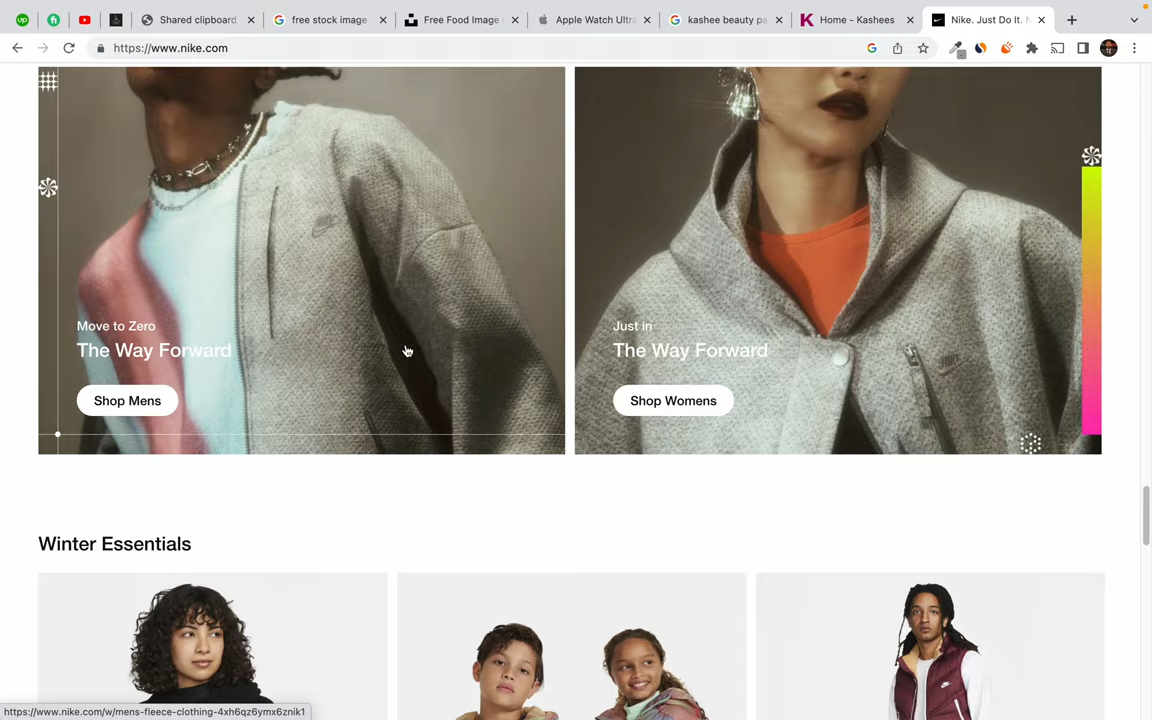 Shared clipboard
free stock image
Free Food Image
Apple Watch Ultra
kashee beauty pa
Home - Kashees
Nike. Just Do It. N
https://www.nike.com
Move to Zero
The Way Forward
Shop Mens
Just in
The Way Forward
Shop Womens
Winter Essentials
https://www.nike.com/w/mens-fleece-clothing-4xh6qz6ymx6znik1